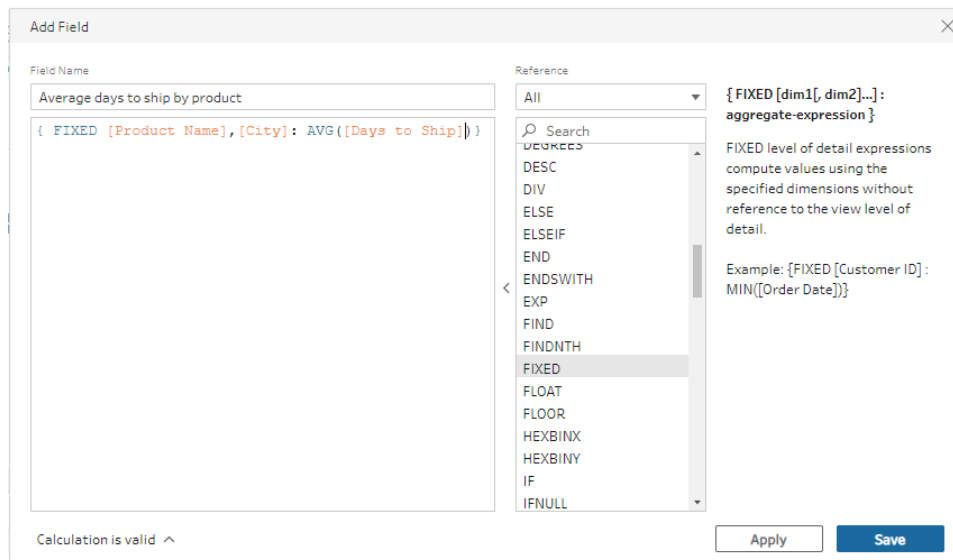 Add Field
Field Name
Average days to ship by product
{ FIXED [Product Name],[City]: AVG([Days to Ship])}
Calculation is valid
Reference
All
Search
DEGREES
DESC
DIV
ELSE
ELSEIF
END
ENDSWITH
EXP
FIND
FINDNTH
FIXED
FLOAT
FLOOR
HEXBINX
HEXBINY
IF
IFNULL
{ FIXED [dim1[, dim2]...] :
aggregate-expression }
FIXED level of detail expressions
compute values using the
specified dimensions without
reference to the view level of
detail.
Example: {FIXED [Customer ID] :
MIN([Order Date])}
Apply
Save